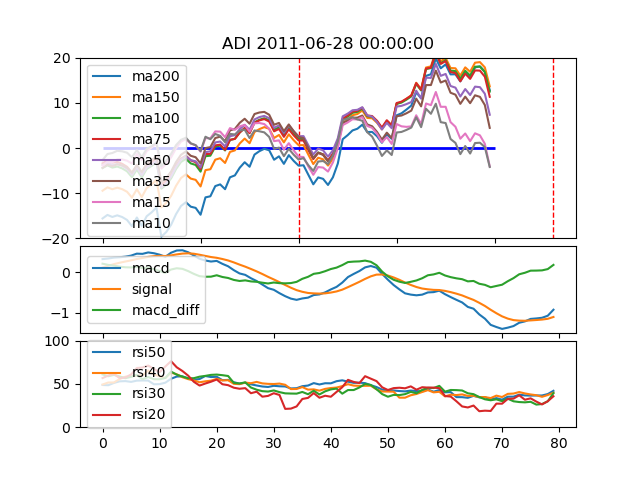 ADI 2011-06-28 00:00:00
20
10
0
−10
−20
ma200
ma150
ma100
ma75
ma50
ma35
ma15
ma10
0
−1
macd
signal
macd_diff
100
50
0
rsi50
rsi40
rsi30
rsi20
0 10 20 30 40 50 60 70 80